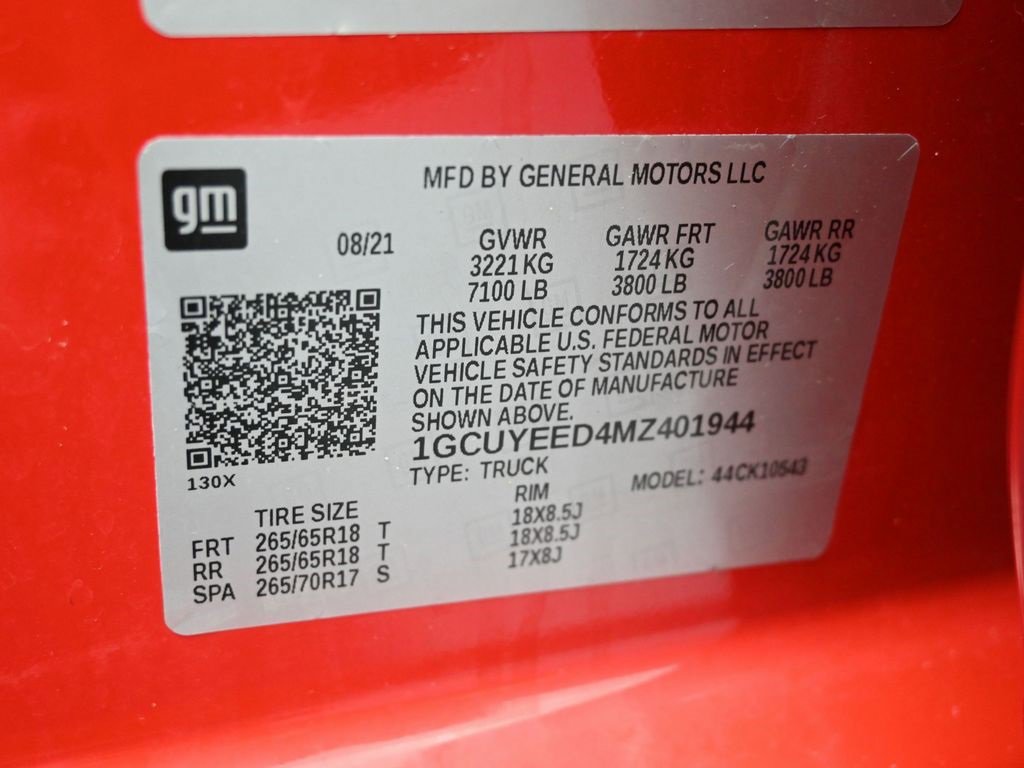 gm
MFD BY GENERAL MOTORS LLC
08/21
GVWR GAWR FRT GAWR RR
3221 KG 1724 KG 1724 KG
7100 LB 3800 LB 3800 LB
THIS VEHICLE CONFORMS TO ALL
APPLICABLE U.S. FEDERAL MOTOR
VEHICLE SAFETY STANDARDS IN EFFECT
ON THE DATE OF MANUFACTURE
SHOWN ABOVE.
1GCUYEED4MZ401944
130X
TYPE: TRUCK MODEL: 44CK10543
TIRE SIZE RIM
FRT 265/65R18 T 18X8.5J
RR 265/65R18 T 18X8.5J
SPA 265/70R17 S 17X8J